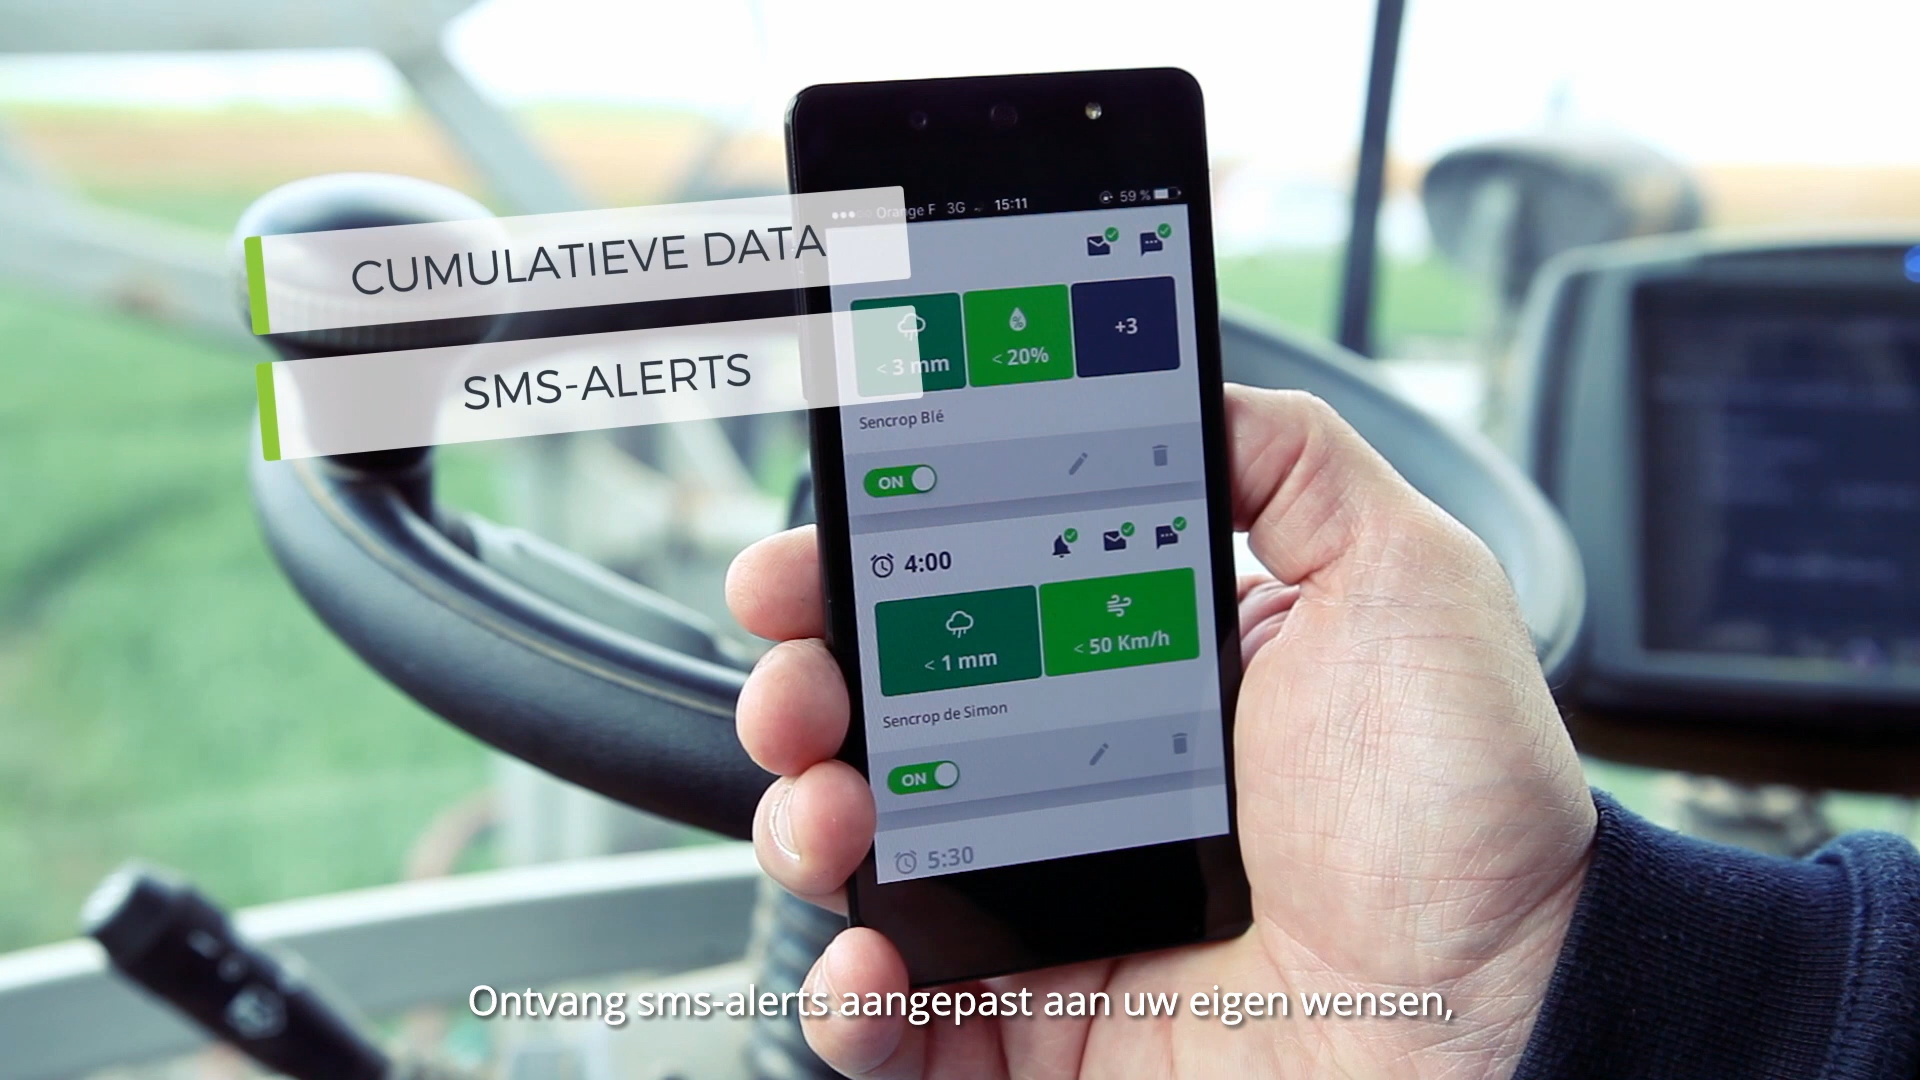 Orange F 3G 15:11 59 %
CUMULATIEVE DATA
SMS-ALERTS
< 3 mm
< 20%
+3
Sencrop Blé
ON
4:00
< 1 mm
< 50 Km/h
Sencrop de Simon
ON
5:30
Ontvang sms-alerts aangepast aan uw eigen wensen,